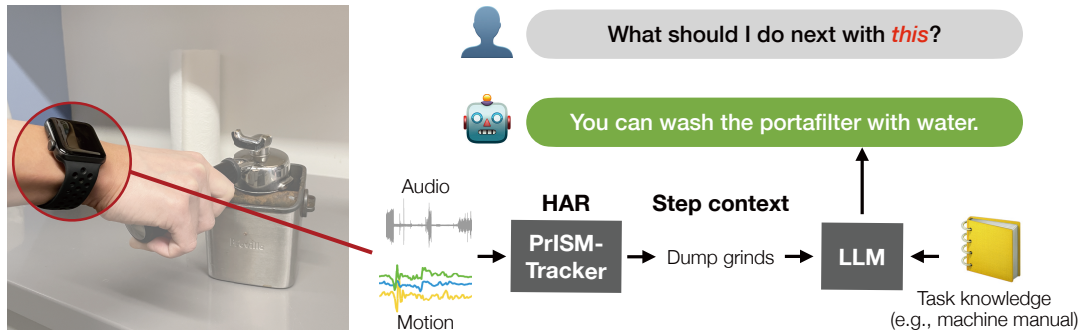 What should I do next with this?
You can wash the portafilter with water.
Audio
HAR
Step context
PrISM-
Tracker
Dump grinds
LLM
Motion
Task knowledge
(e.g., machine manual)
Breville